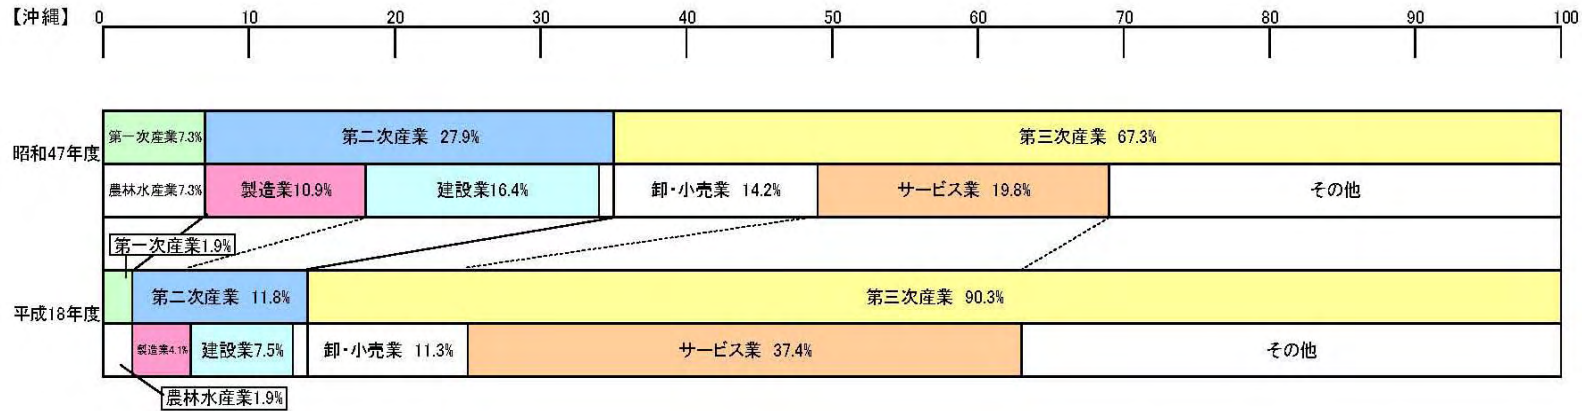 【沖縄】 0 10 20 30 40 50 60 70 80 90 100
第一次産業7.3% 第二次産業 27.9% 第三次産業 67.3%
昭和47年度
農林水産業7.3% 製造業10.9% 建設業16.4% 卸・小売業 14.2% サービス業 19.8% その他
第一次産業1.9%
第二次産業 11.8% 第三次産業 90.3%
平成18年度
製造業4.1% 建設業7.5% 卸・小売業 11.3% サービス業 37.4% その他
農林水産業1.9%